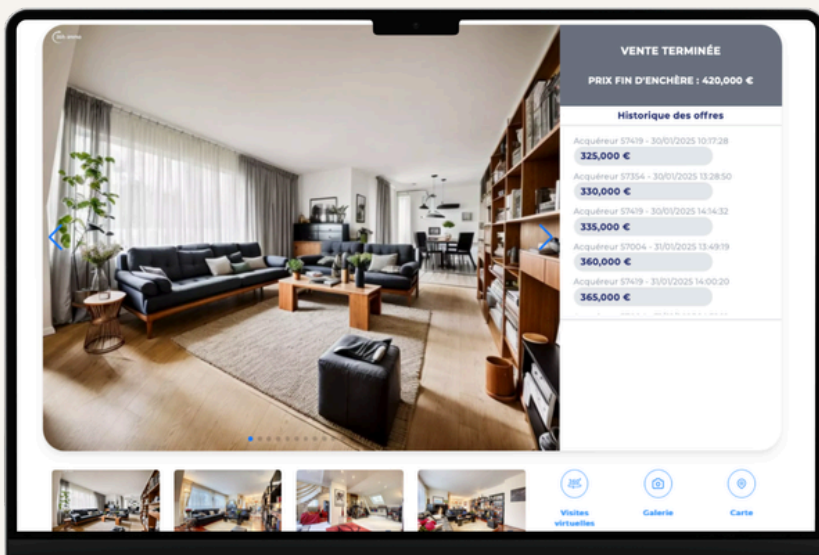 VENTE TERMINÉE
PRIX FIN D'ENCHÈRE : 420,000 €
Historique des offres
Acquéreur 57419 - 30/01/2025 10:17:28
325,000 €
Acquéreur 57354 - 30/01/2025 13:28:50
330,000 €
Acquéreur 57419 - 30/01/2025 14:14:32
335,000 €
Acquéreur 57004 - 31/01/2025 13:49:19
360,000 €
Acquéreur 57419 - 31/01/2025 14:00:20
365,000 €
Visites
virtuelles
Galerie
Carte